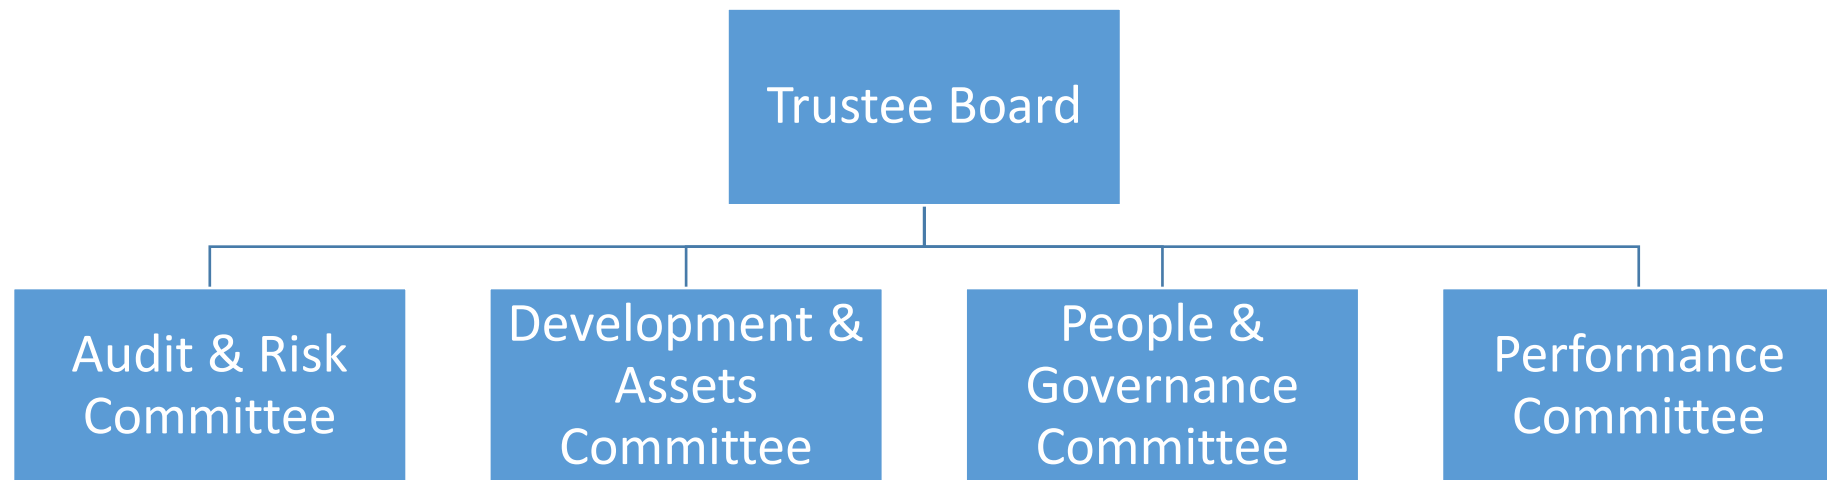 Trustee Board
Audit & Risk
Committee
Development &
Assets
Committee
People &
Governance
Committee
Performance
Committee